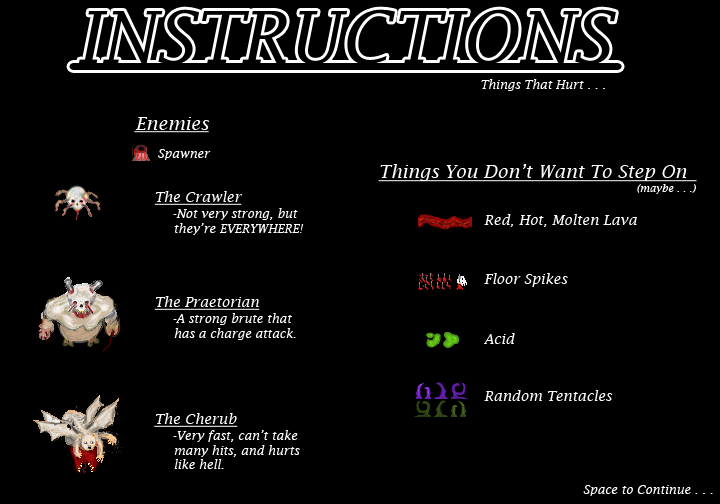 INSTRUCTIONS
Things That Hurt . . .
Enemies
Spawner
The Crawler
-Not very strong, but
they're EVERYWHERE!
The Praetorian
-A strong brute that
has a charge attack.
The Cherub
-Very fast, can't take
many hits, and hurts
like hell.
Things You Don't Want To Step On
(maybe . . .)
Red, Hot, Molten Lava
Floor Spikes
Acid
Random Tentacles
Space to Continue . . .